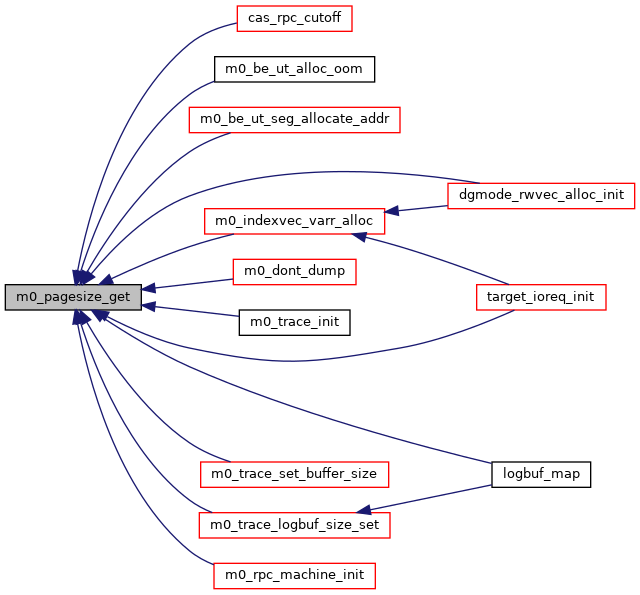 cas_rpc_cutoff
m0_be_ut_alloc_oom
m0_be_ut_seg_allocate_addr
dgmode_rwvec_alloc_init
m0_indexvec_varr_alloc
m0_dont_dump
m0_pagesize_get
target_ioreq_init
m0_trace_init
m0_trace_set_buffer_size
logbuf_map
m0_trace_logbuf_size_set
m0_rpc_machine_init